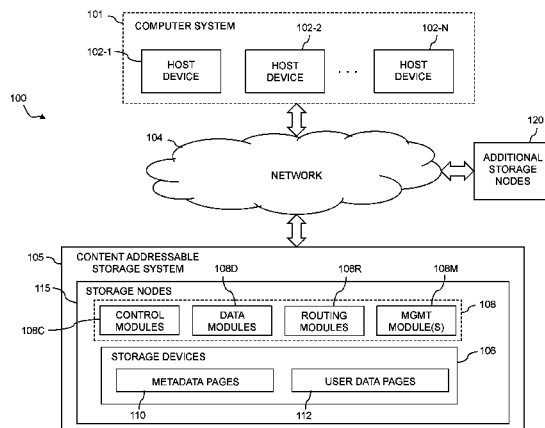 101
COMPUTER SYSTEM
102-1
102-2
102-N
HOST
DEVICE
HOST
DEVICE
. . .
HOST
DEVICE
100
104
NETWORK
120
ADDITIONAL
STORAGE
NODES
105
CONTENT ADDRESSABLE
STORAGE SYSTEM
108D
108R
108M
115
STORAGE NODES
108
CONTROL
MODULES
DATA
MODULES
ROUTING
MODULES
MGMT
MODULE(S)
108C
STORAGE DEVICES
106
METADATA PAGES
USER DATA PAGES
110
112